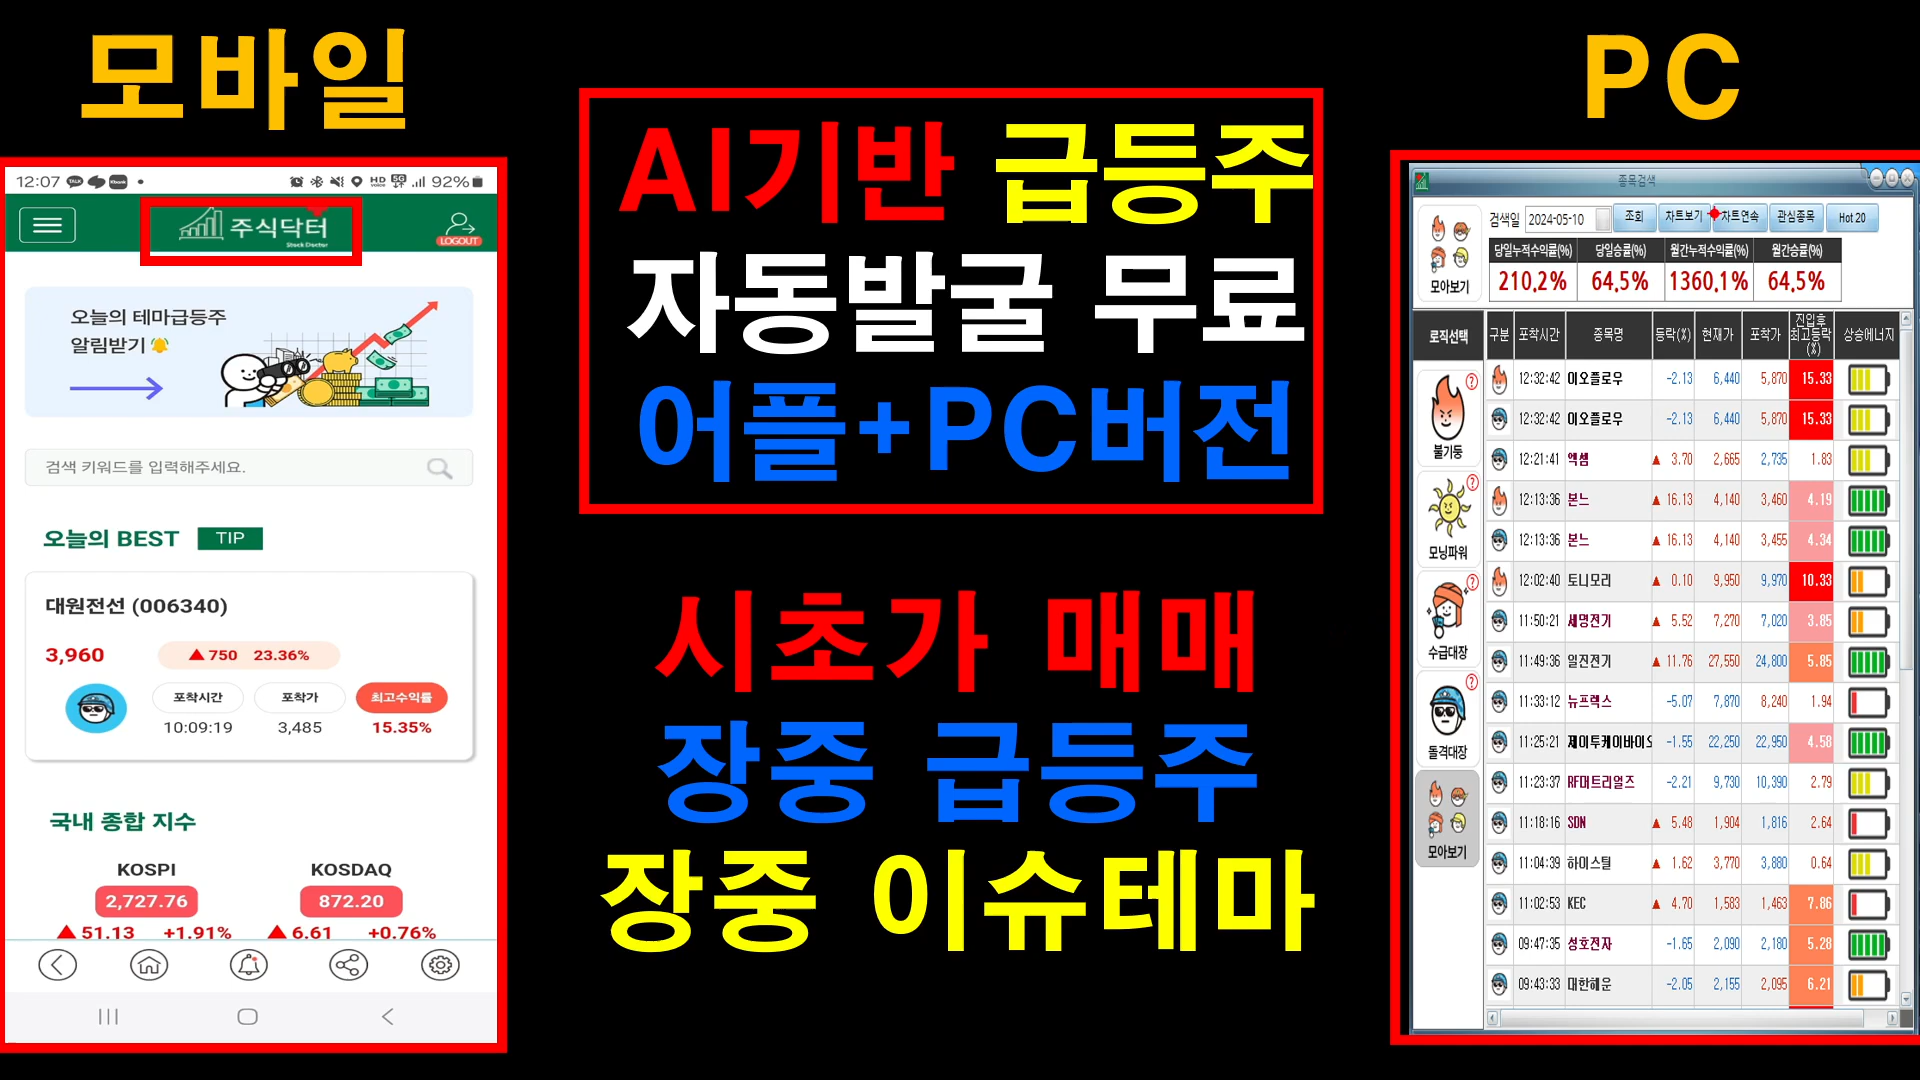 모바일
PC
AI기반 급등주
자동발굴 무료
어플+PC버전
시초가 매매
장중 급등주
장중 이슈테마
12:07 92%
주식닥터
Stock Doctor
LOGOUT
오늘의 테마급등주
알림받기
검색 키워드를 입력해주세요.
오늘의 BEST TIP
대원전선 (006340)
3,960 ▲750 23.36%
포착시간 포착가 최고수익률
10:09:19 3,485 15.35%
국내 종합 지수
KOSPI KOSDAQ
2,727.76 872.20
▲51.13 +1.91% ▲6.61 +0.76%
종목검색
검색일 2024-05-10 조회 차트보기 차트연속 관심종목 Hot 20
당일누적수익률(%) 당일승률(%) 월간누적수익률(%) 월간승률(%)
210,2% 64,5% 1360,1% 64,5%
모아보기
로직선택
불기둥
모닝파워
수급대장
돌격대장
모아보기
구분 포착시간 종목명 등락(%) 현재가 포착가 진입후최고등락(%) 상승에너지
12:32:42 이오플로우 -2.13 6,440 5,870 15.33
12:32:42 이오플로우 -2.13 6,440 5,870 15.33
12:21:41 엑셈 ▲ 3.70 2,665 2,735 1.83
12:13:36 본느 ▲ 16.13 4,140 3,460 4.19
12:13:36 본느 ▲ 16.13 4,140 3,455 4.34
12:02:40 토니모리 ▲ 0.10 9,950 9,970 10.33
11:50:21 세명전기 ▲ 5.52 7,270 7,020 3.85
11:49:36 일진전기 ▲ 11.76 27,550 24,800 5.85
11:33:12 뉴프렉스 -5.07 7,870 8,240 1.94
11:25:21 제이투케이바이오 -1.55 22,250 22,950 4.58
11:23:37 RF머트리얼즈 -2.21 9,730 10,390 2.79
11:18:16 SDN ▲ 5.48 1,904 1,816 2.64
11:04:39 하이스틸 ▲ 1.62 3,770 3,880 0.64
11:02:53 KEC ▲ 4.70 1,583 1,463 7.86
09:47:35 성호전자 -1.65 2,090 2,180 5.28
09:43:33 대한해운 -2.05 2,155 2,095 6.21